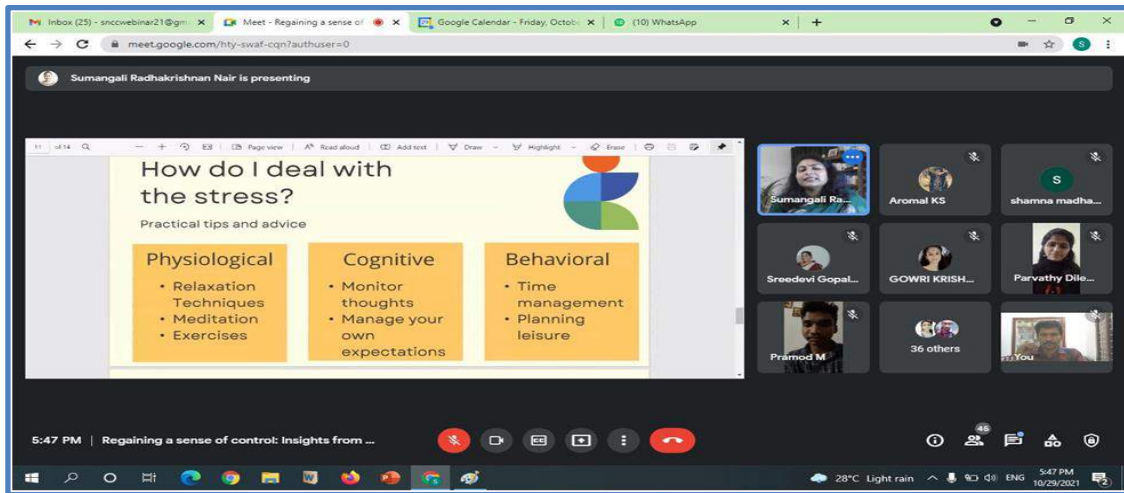 Inbox (25) - snccwebinar21@gm
Meet - Regaining a sense of
Google Calendar - Friday, Octob
(10) WhatsApp
meet.google.com/hty-swaf-cqn?authuser=0
S
Sumangali Radhakrishnan Nair is presenting
11 of 14
Page view
Read aloud
Add text
Draw
Highlight
Erase
How do I deal with
the stress?
Practical tips and advice
Physiological
• Relaxation
Techniques
• Meditation
• Exercises
Cognitive
• Monitor
thoughts
• Manage your
own
expectations
Behavioral
• Time
management
• Planning
leisure
Sumangali Ra...
Aromal KS
S
shamna madha...
Sreedevi Gopal...
GOWRI KRISH...
Parvathy Dile...
Pramod M
36 others
You
5:47 PM | Regaining a sense of control: Insights from ...
45
28°C Light rain
ENG
5:47 PM
10/29/2021
2